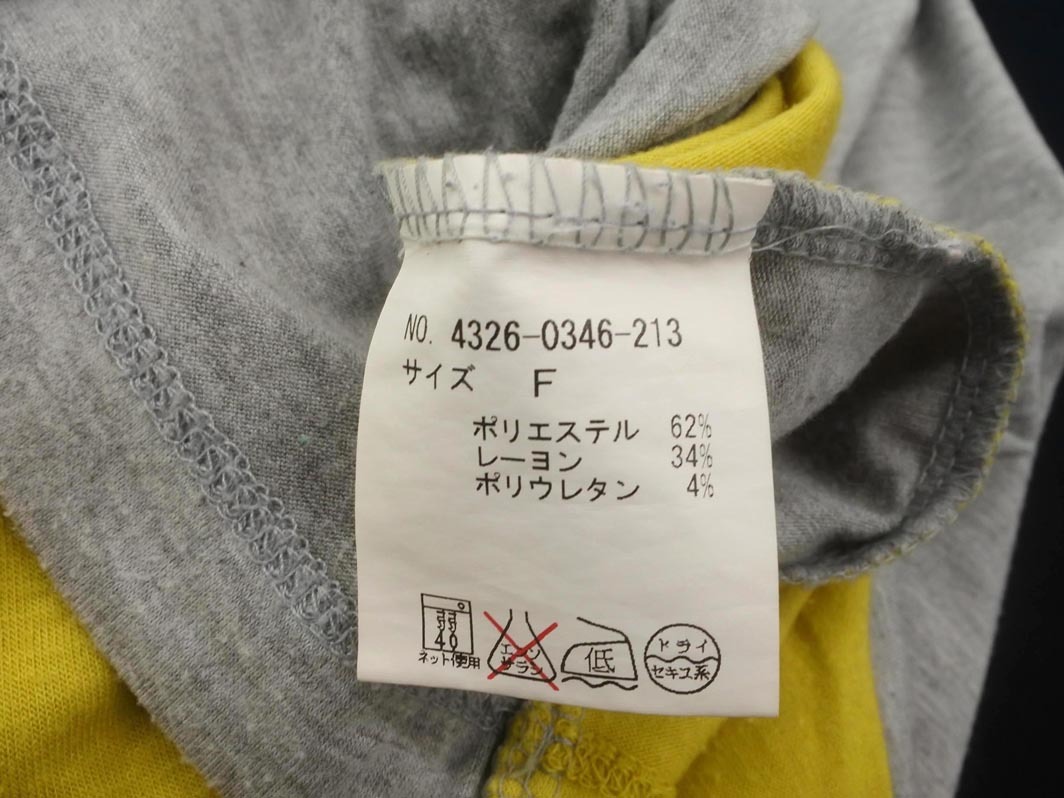 NO. 4326-0346-213
サイズ F
ポリエステル 62%
レーヨン 34%
ポリウレタン 4%
弱
40
ネット使用
エンソ
サラシ
低
ドライ
セキユ系